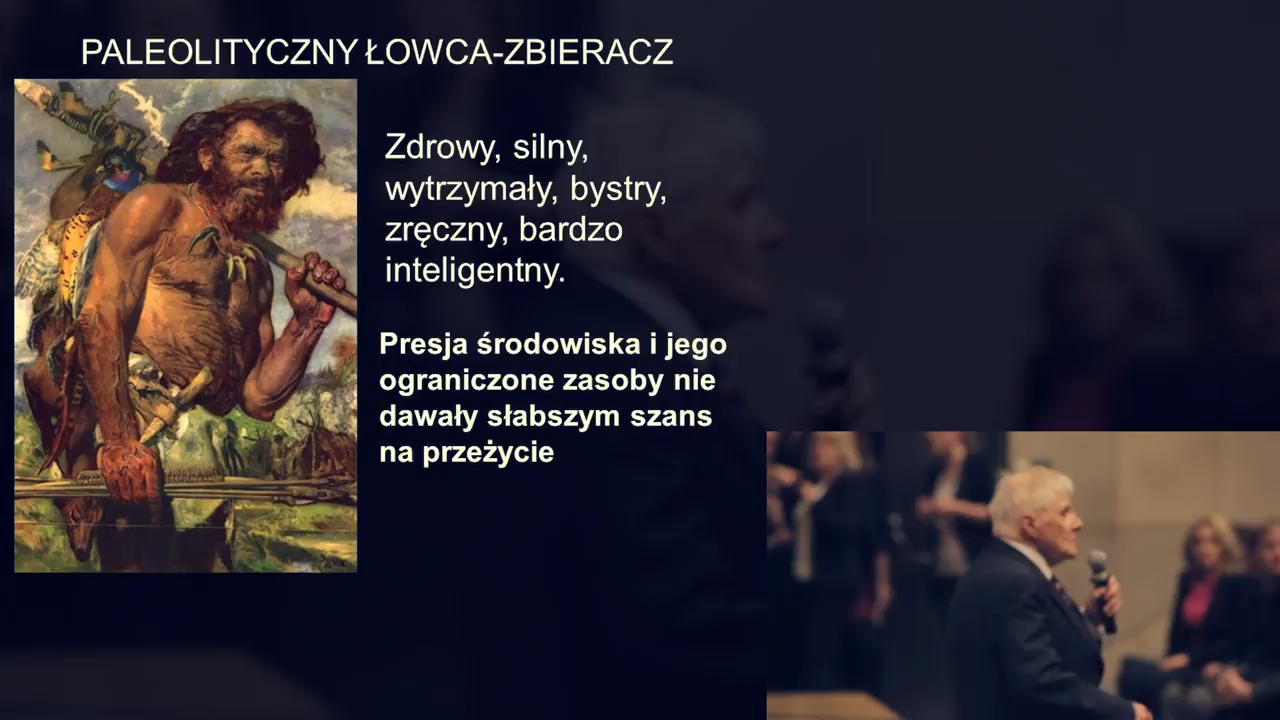 PALEOLITYCZNY ŁOWCA-ZBIERACZ
Zdrowy, silny,
wytrzymały, bystry,
zręczny, bardzo
inteligentny.
Presja środowiska i jego
ograniczone zasoby nie
dawały słabszym szans
na przeżycie